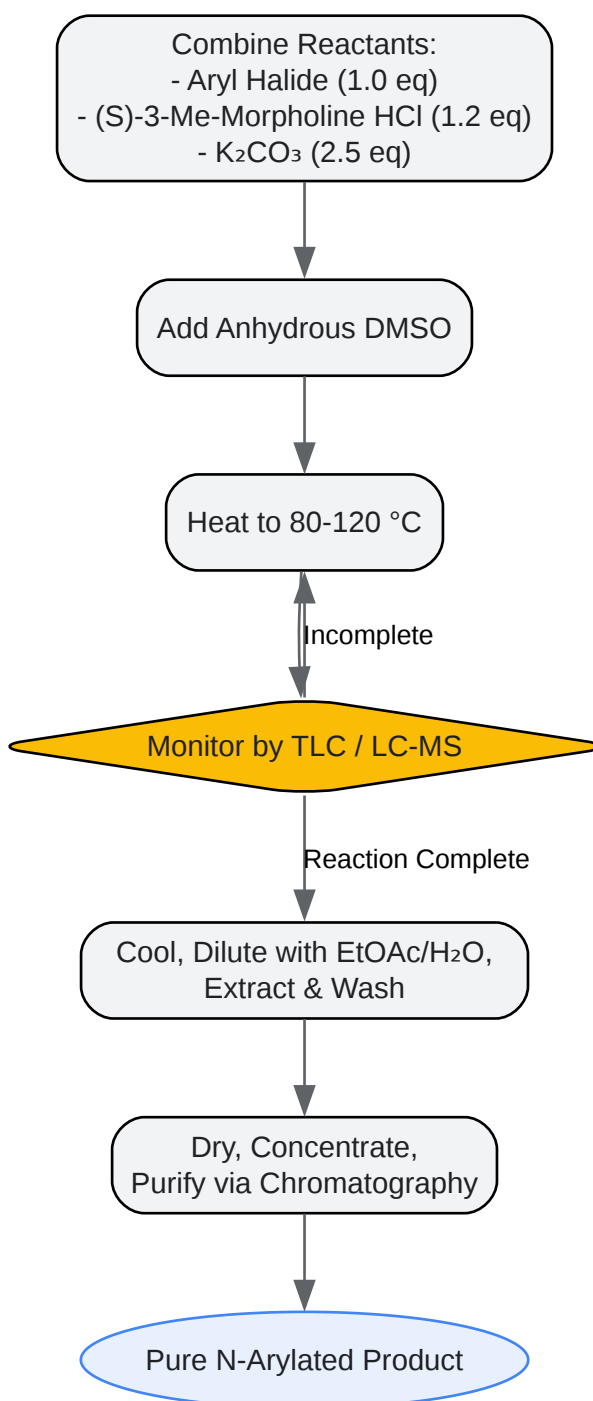 Combine Reactants:
- Aryl Halide (1.0 eq)
- (S)-3-Me-Morpholine HCl (1.2 eq)
- K₂CO₃ (2.5 eq)
Add Anhydrous DMSO
Heat to 80-120 °C
Incomplete
Monitor by TLC / LC-MS
Reaction Complete
Cool, Dilute with EtOAc/H₂O,
Extract & Wash
Dry, Concentrate,
Purify via Chromatography
Pure N-Arylated Product